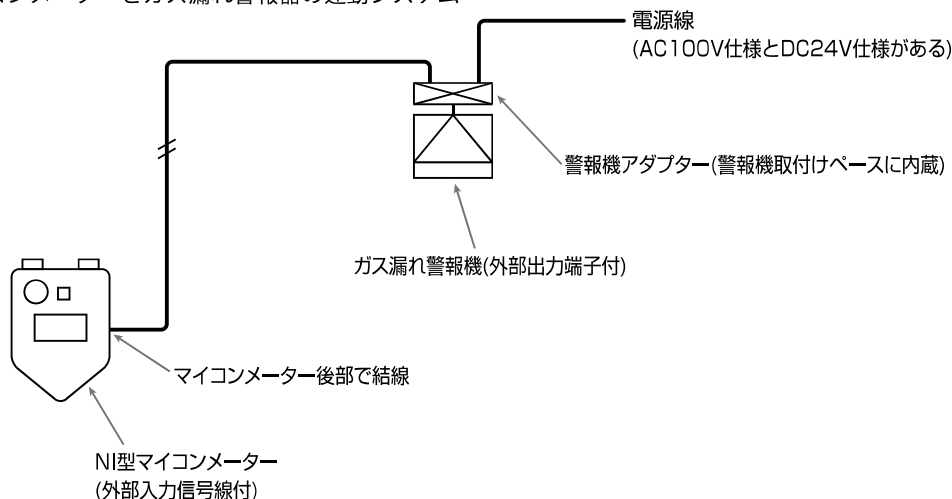 コンメーターとガス漏れ警報器の連動システム
電源線
(AC100V仕様とDC24V仕様がある)
警報機アダプター(警報機取付けベースに内蔵)
ガス漏れ警報機(外部出力端子付)
マイコンメーター後部で結線
NI型マイコンメーター
(外部入力信号線付)